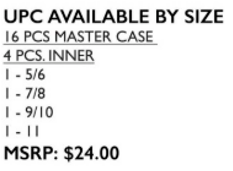 UPC AVAILABLE BY SIZE
16 PCS MASTER CASE
4 PCS. INNER
1 - 5/6
1 - 7/8
1 - 9/10
1 - 11
MSRP: $24.00